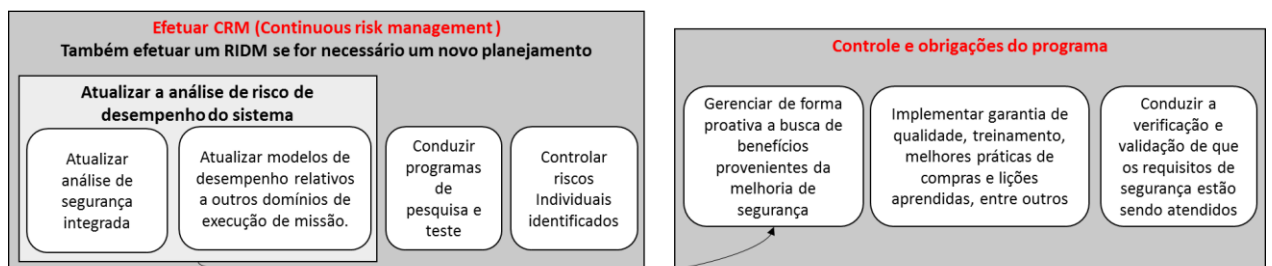 Efetuar CRM (Continuous risk management )
Também efetuar um RIDM se for necessário um novo planejamento
Atualizar a análise de risco de
desempenho do sistema
Atualizar
análise de
segurança
integrada
Atualizar modelos de
desempenho relativos
a outros domínios de
execução de missão.
Conduzir
programas
de
pesquisa e
teste
Controlar
riscos
Individuais
identificados
Controle e obrigações do programa
Gerenciar de forma
proativa a busca de
benefícios
provenientes da
melhoria de
segurança
Implementar garantia de
qualidade, treinamento,
melhores práticas de
compras e lições
aprendidas, entre outros
Conduzir a
verificação e
validação de que
os requisitos de
segurança estão
sendo atendidos